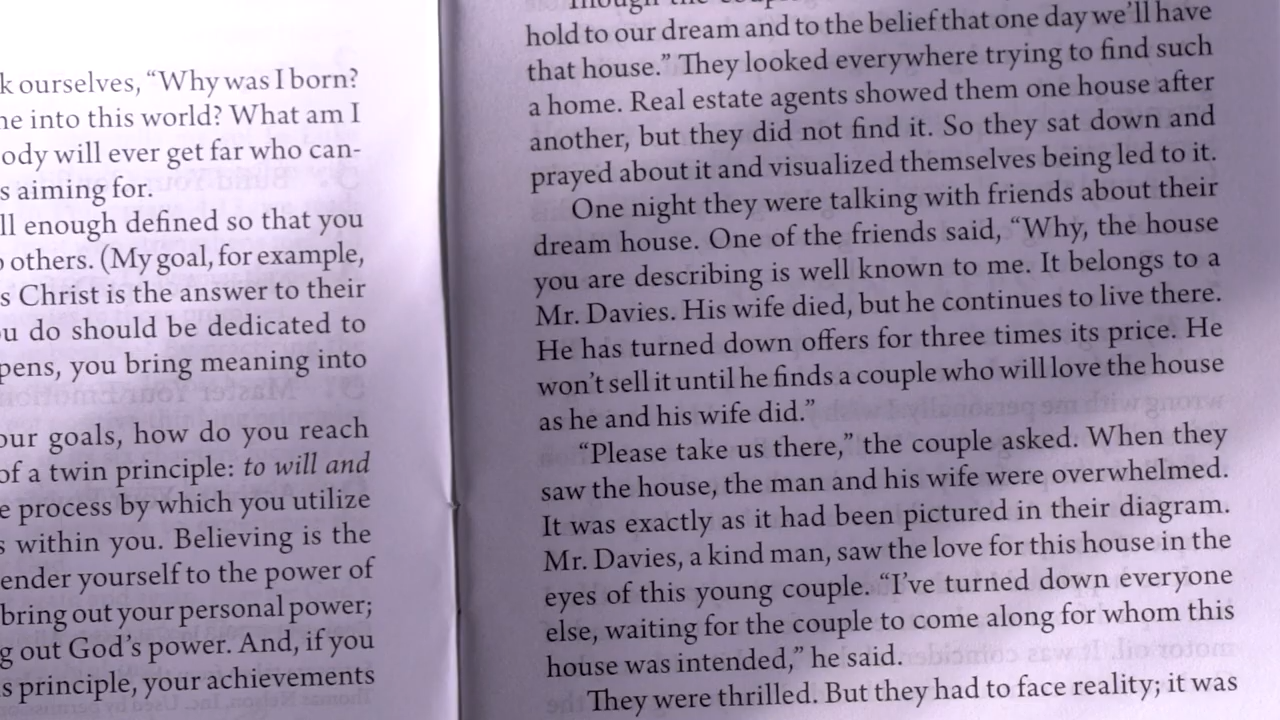 k ourselves, “Why was I born?
into this world? What am I
ody will ever get far who can-
s aiming for.
ll enough defined so that you
others. (My goal, for example,
s Christ is the answer to their
u do should be dedicated to
pens, you bring meaning into
our goals, how do you reach
of a twin principle: to will and
e process by which you utilize
s within you. Believing is the
ender yourself to the power of
bring out your personal power;
g out God’s power. And, if you
s principle, your achievements
hold to our dream and to the belief that one day we’ll have
that house.” They looked everywhere trying to find such
a home. Real estate agents showed them one house after
another, but they did not find it. So they sat down and
prayed about it and visualized themselves being led to it.
One night they were talking with friends about their
dream house. One of the friends said, “Why, the house
you are describing is well known to me. It belongs to a
Mr. Davies. His wife died, but he continues to live there.
He has turned down offers for three times its price. He
won’t sell it until he finds a couple who will love the house
as he and his wife did.”
“Please take us there,” the couple asked. When they
saw the house, the man and his wife were overwhelmed.
It was exactly as it had been pictured in their diagram.
Mr. Davies, a kind man, saw the love for this house in the
eyes of this young couple. “I’ve turned down everyone
else, waiting for the couple to come along for whom this
house was intended,” he said.
They were thrilled. But they had to face reality; it was